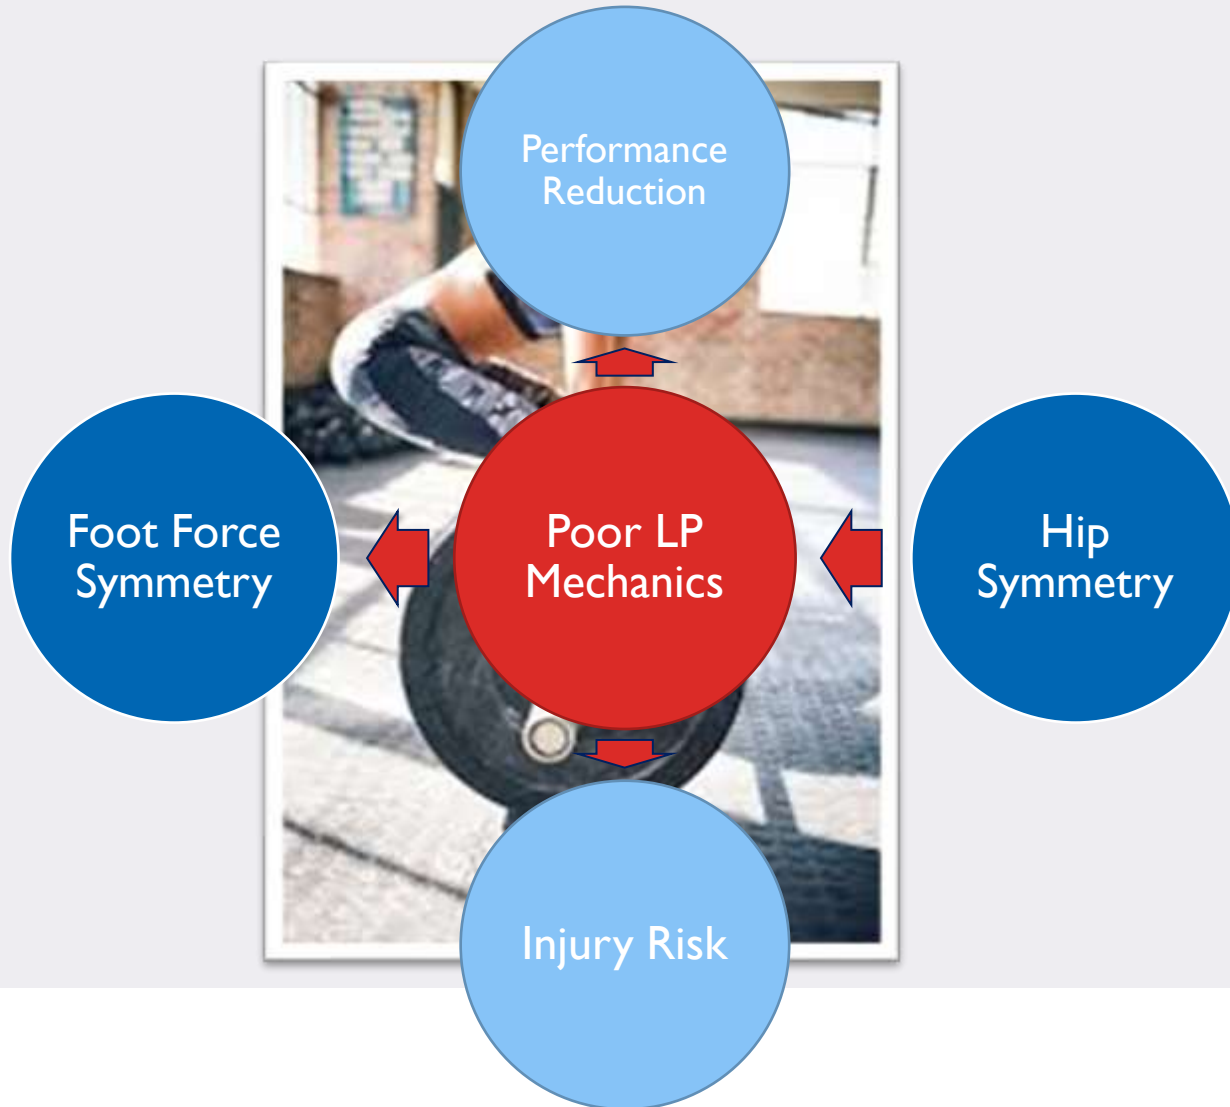 Performance
Reduction
Foot Force
Symmetry
Poor LP
Mechanics
Hip
Symmetry
Injury Risk